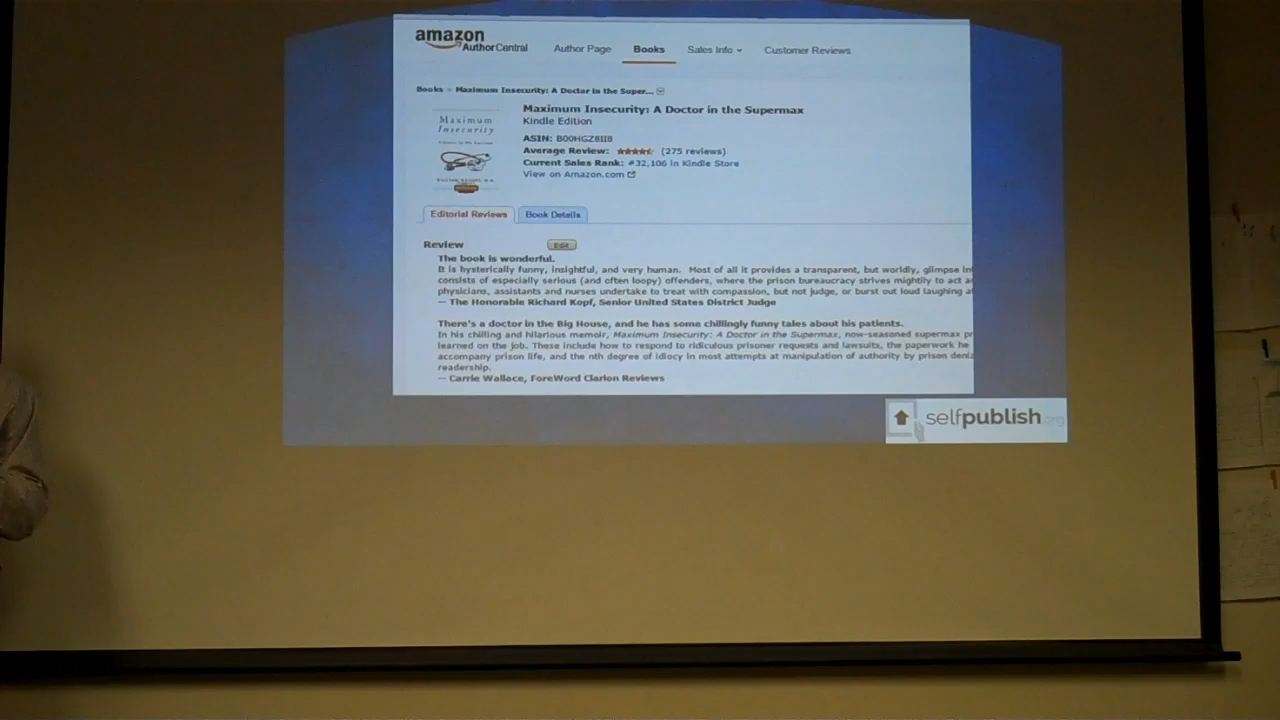 amazon
AuthorCentral
Author Page Books Sales Info Customer Reviews
Books > Maximum Insecurity: A Doctor in the Super...
Maximum
Insecurity
Maximum Insecurity: A Doctor in the Supermax
Kindle Edition
ASIN:
Average Review: (275 reviews)
Current Sales Rank: #32,106 in Kindle Store
View on Amazon.com
Editorial Reviews Book Details
Review Edit
The book is wonderful.
It is hysterically funny, insightful, and very human. Most of all it provides a transparent, but worldly, glimpse
consists of especially serious (and often loopy) offenders, where the prison bureaucracy strives mightily to act
physicians, assistants and nurses undertake to treat with compassion, but not judge, or burst out loud laughing
— The Honorable Richard Kopf, Senior United States District Judge
There's a doctor in the Big House, and he has some chillingly funny tales about his patients.
In his chilling and hilarious memoir, Maximum Insecurity: A Doctor in the Supermax, now-seasoned supermax pr
learned on the job. These include how to respond to ridiculous prisoner requests and lawsuits, the paperwork he
accompany prison life, and the nth degree of idiocy in most attempts at manipulation of authority by prison deniz
readership.
— Carrie Wallace, ForeWord Clarion Reviews
selfpublish.org